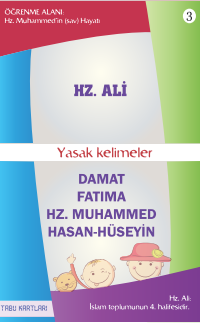 ÖĞRENME ALANI:
Hz. Muhammed'in (sav) Hayatı
3
HZ. ALİ
Yasak kelimeler
DAMAT
FATIMA
HZ. MUHAMMED
HASAN-HÜSEYİN
Hz. Ali:
İslam toplumunun 4. halifesidir.
TABU KARTLARI